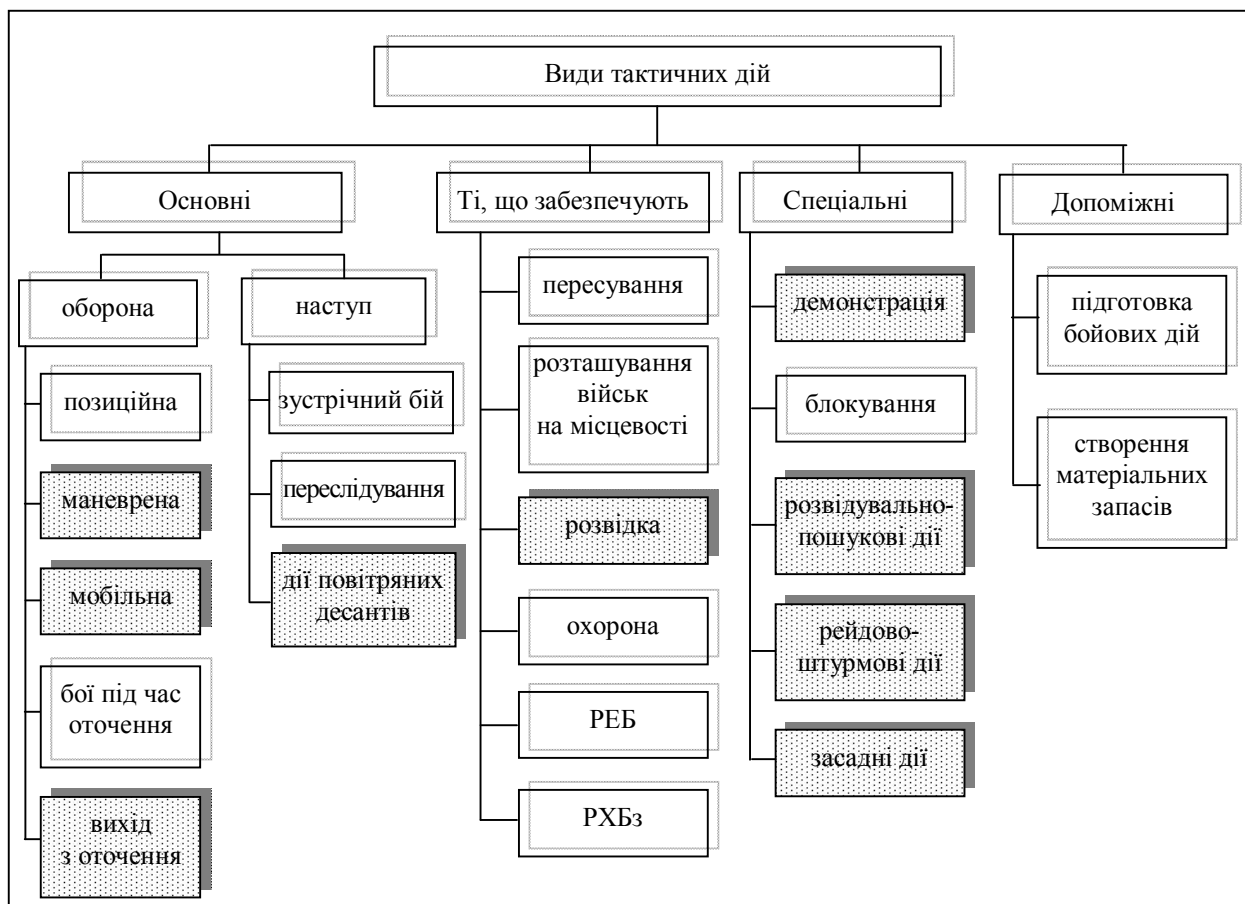 Види тактичних дій
Основні
Ті, що забезпечують
Спеціальні
Допоміжні
оборона
наступ
позиційна
маневрена
мобільна
бої під час
оточення
вихід
з оточення
зустрічний бій
переслідування
дії повітряних
десантів
пересування
розташування
військ
на місцевості
розвідка
охорона
РЕБ
РХБз
демонстрація
блокування
розвідувально-
пошукові дії
рейдово-
штурмові дії
засадні дії
підготовка
бойових дій
створення
матеріальних
запасів